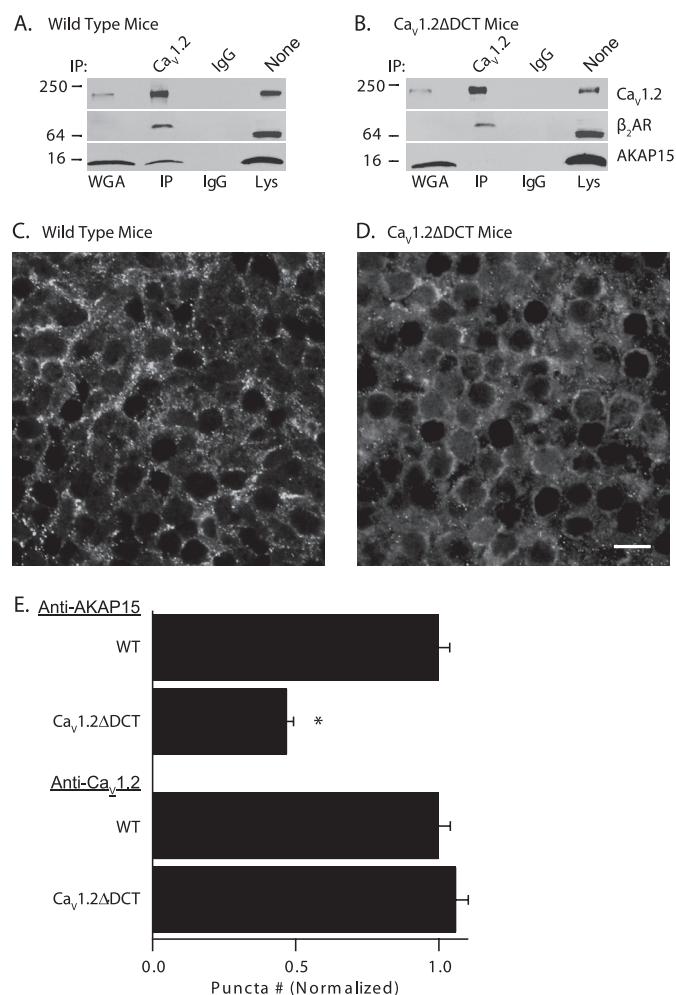 A. Wild Type Mice
IP: Caᵥ1.2 IgG None
250
64
16
WGA IP IgG Lys
B. Caᵥ1.2ΔDCT Mice
IP: Caᵥ1.2 IgG None
250 Caᵥ1.2
64 β₂AR
16 AKAP15
WGA IP IgG Lys
C. Wild Type Mice
D. Caᵥ1.2ΔDCT Mice
E.
Anti-AKAP15
WT
Caᵥ1.2ΔDCT
*
Anti-Caᵥ1.2
WT
Caᵥ1.2ΔDCT
0.0 0.5 1.0
Puncta # (Normalized)